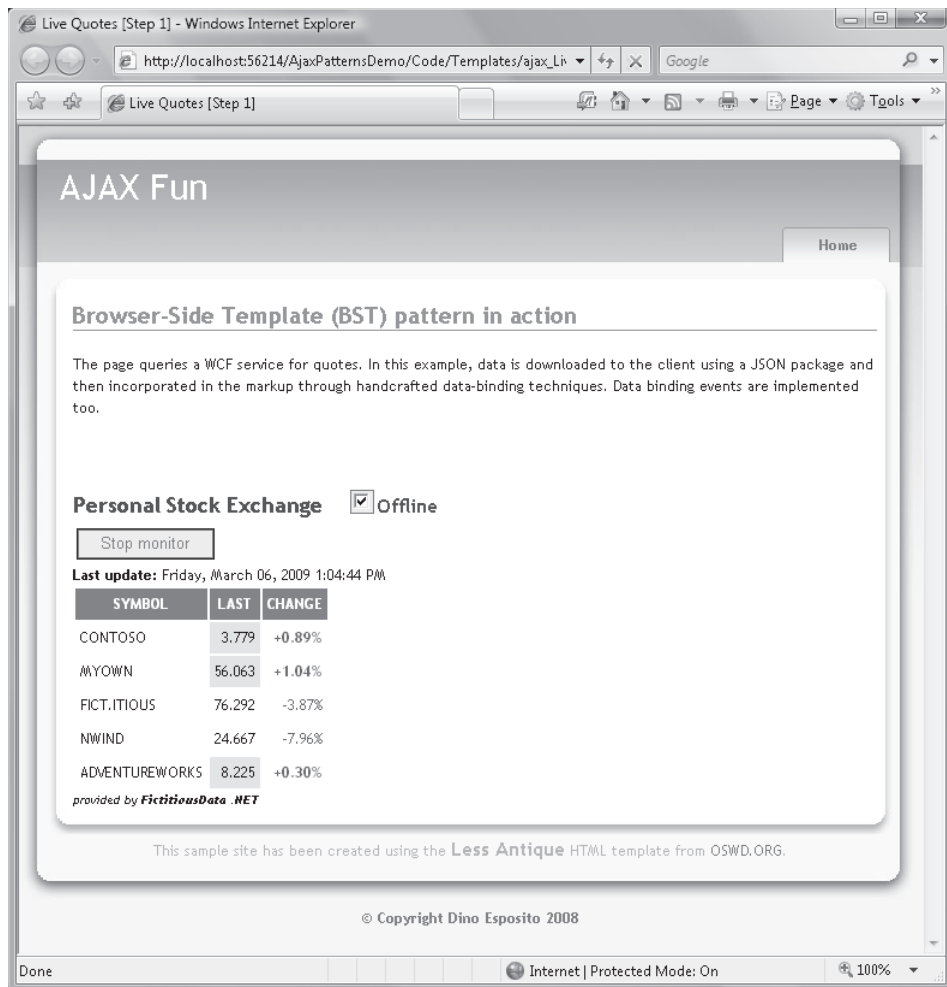 Live Quotes [Step 1] - Windows Internet Explorer
http://localhost:56214/AjaxPatternsDemo/Code/Templates/ajax_Liv
Google
Live Quotes [Step 1]
Page
Tools
AJAX Fun
Home
Browser-Side Template (BST) pattern in action
The page queries a WCF service for quotes. In this example, data is downloaded to the client using a JSON package and
then incorporated in the markup through handcrafted data-binding techniques. Data binding events are implemented
too.
Personal Stock Exchange Offline
Stop monitor
Last update: Friday, March 06, 2009 1:04:44 PM
SYMBOL LAST CHANGE
CONTOSO 3.779 +0.89%
MYOWN 56.063 +1.04%
FICT.ITIOUS 76.292 -3.87%
NWIND 24.667 -7.96%
ADVENTUREWORKS 8.225 +0.30%
provided by FictitiousData .NET
This sample site has been created using the Less Antique HTML template from OSWD.ORG.
© Copyright Dino Esposito 2008
Done
Internet | Protected Mode: On
100%